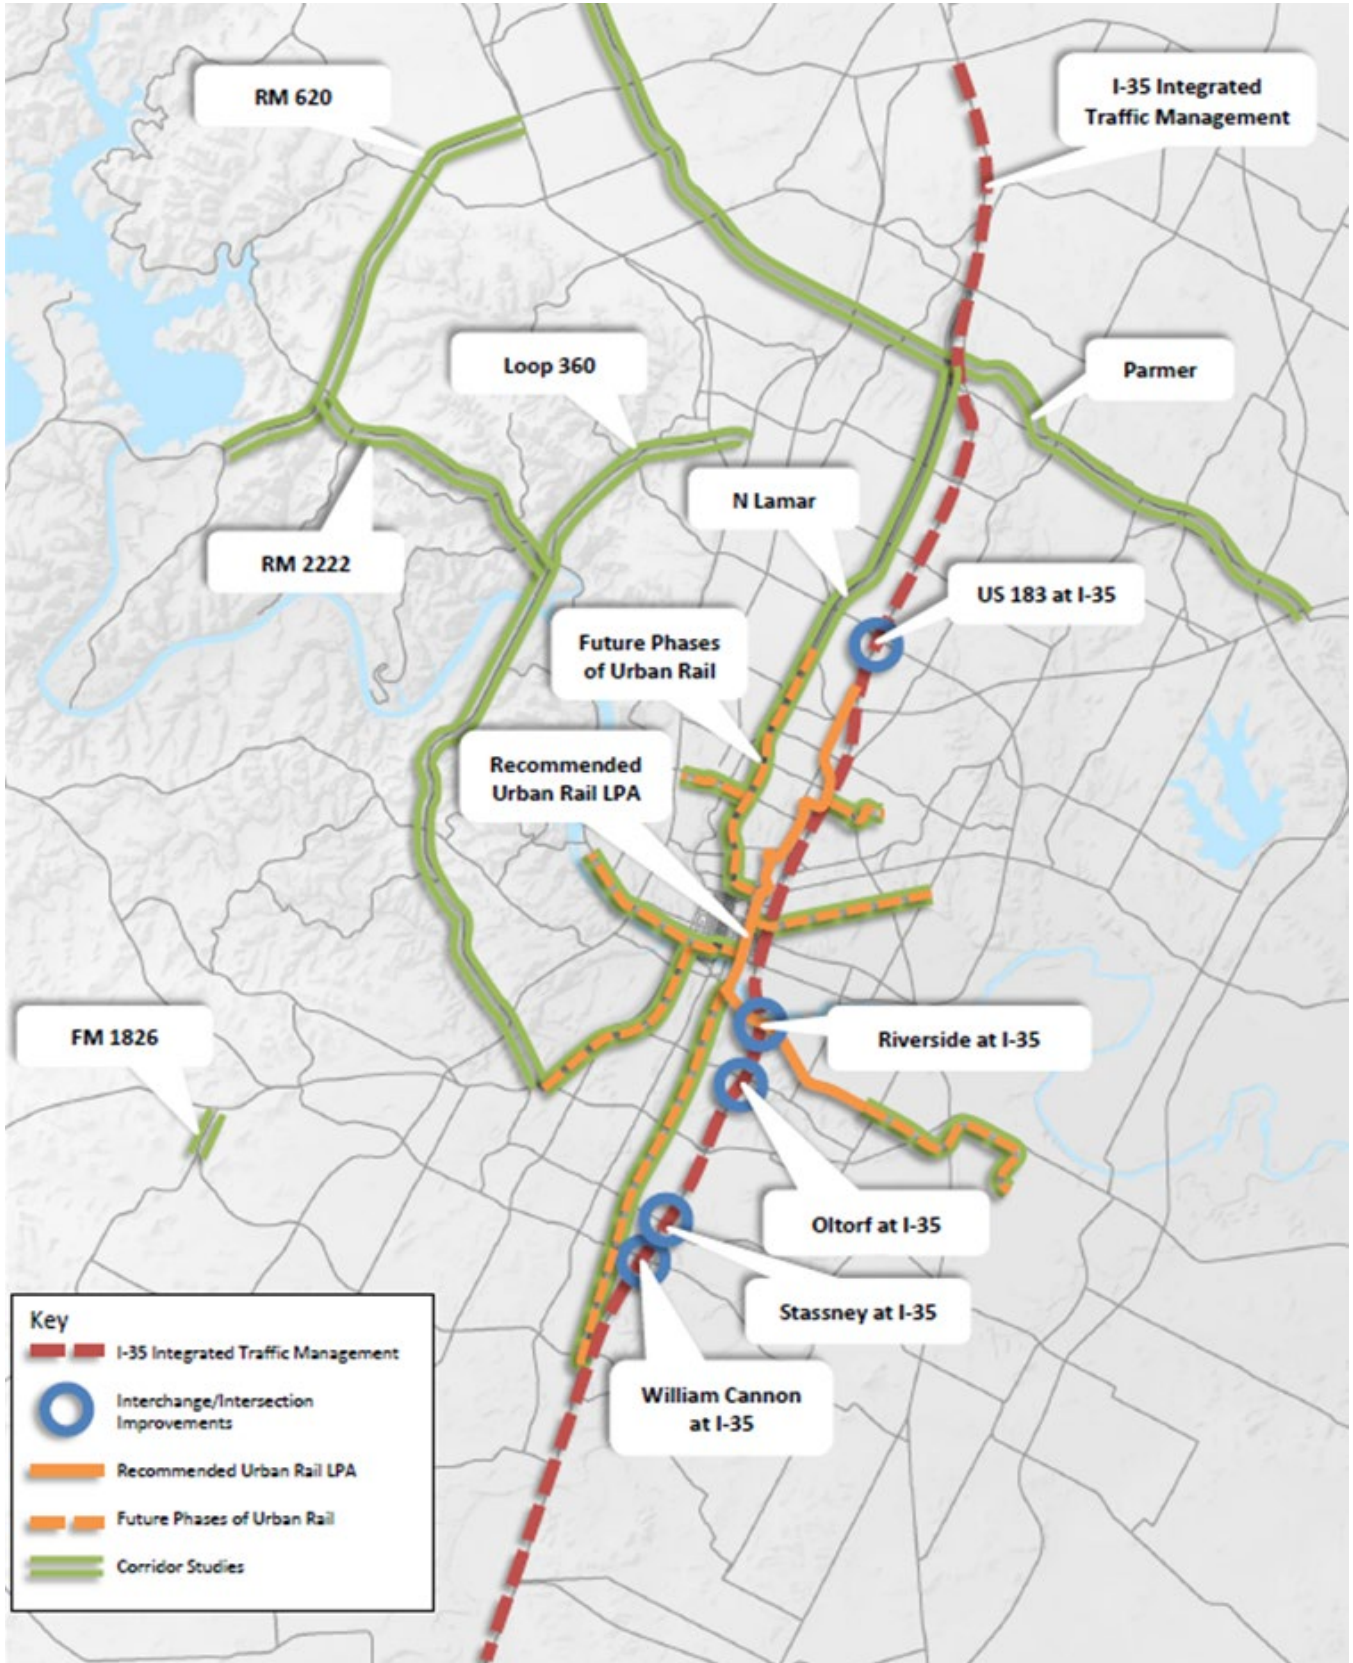 RM 620
I-35 Integrated
Traffic Management
Loop 360
Parmer
N Lamar
RM 2222
US 183 at I-35
Future Phases
of Urban Rail
Recommended
Urban Rail LPA
FM 1826
Riverside at I-35
Oltorf at I-35
Stassney at I-35
William Cannon
at I-35
Key
I-35 Integrated Traffic Management
Interchange/Intersection
Improvements
Recommended Urban Rail LPA
Future Phases of Urban Rail
Corridor Studies